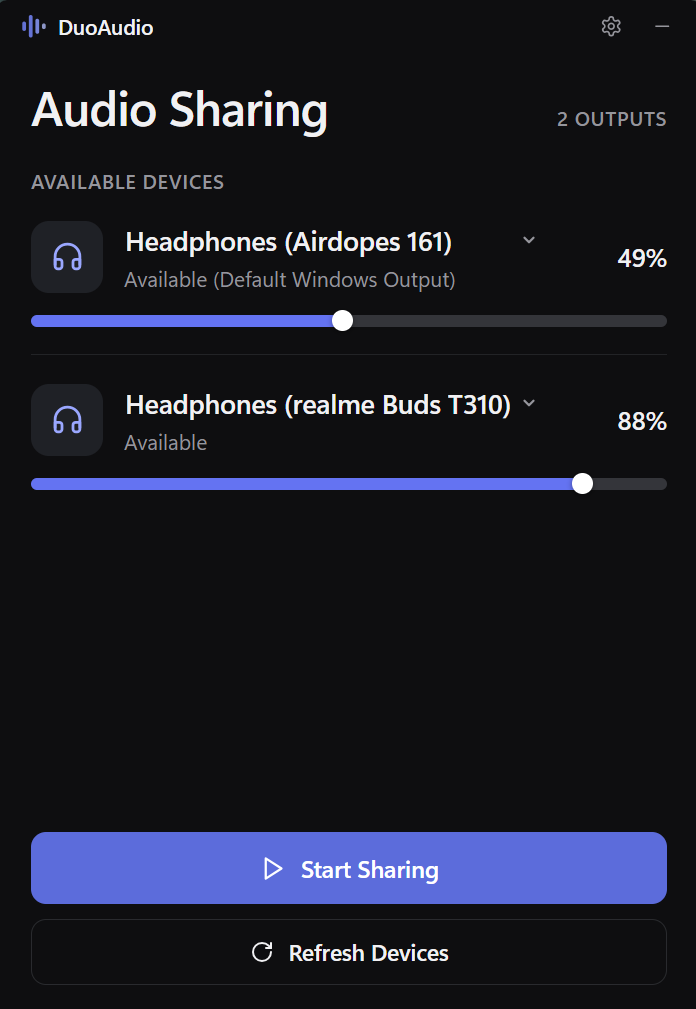 DuoAudio
Audio Sharing
2 OUTPUTS
AVAILABLE DEVICES
Headphones (Airdopes 161)
49%
Available (Default Windows Output)
Headphones (realme Buds T310)
88%
Available
Start Sharing
Refresh Devices